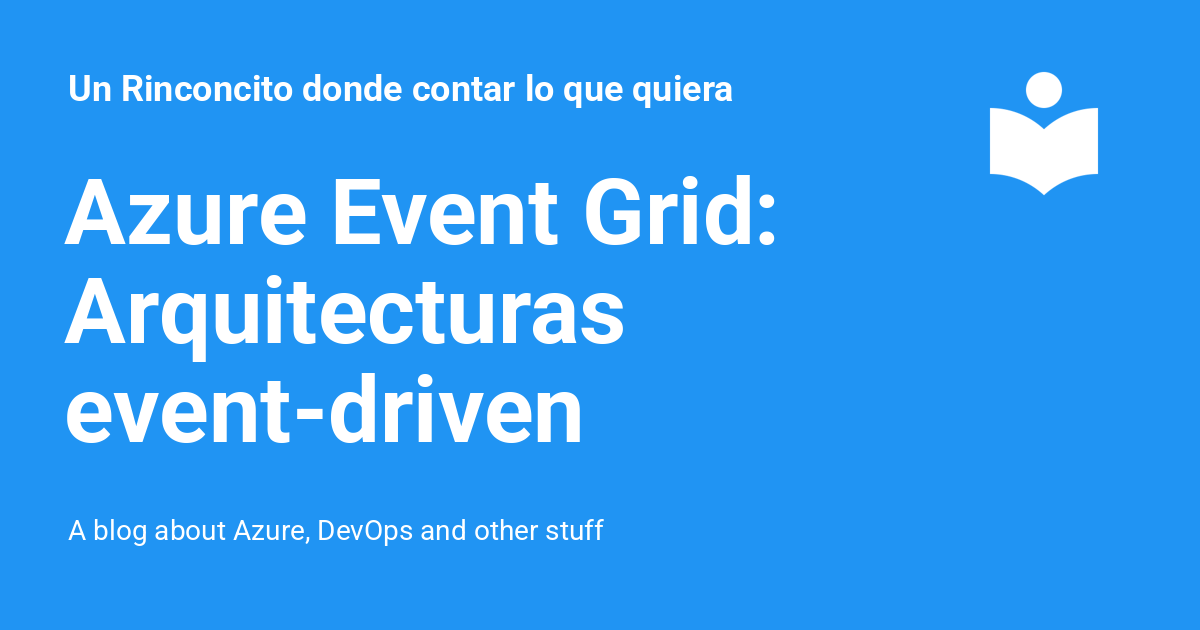 Un Rinconcito donde contar lo que quiera
Azure Event Grid:
Arquitecturas
event-driven
A blog about Azure, DevOps and other stuff